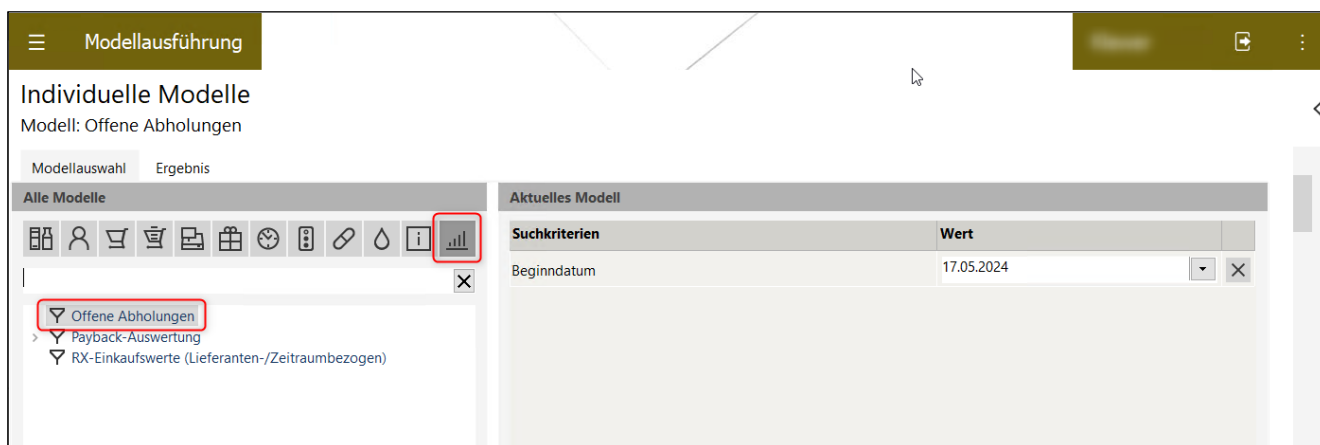 Modellausführung
Individuelle Modelle
Modell: Offene Abholungen
Modellauswahl Ergebnis
Alle Modelle
Aktuelles Modell
Suchkriterien Wert
Beginndatum 17.05.2024
Offene Abholungen
Payback-Auswertung
RX-Einkaufswerte (Lieferanten-/Zeitraumbezogen)